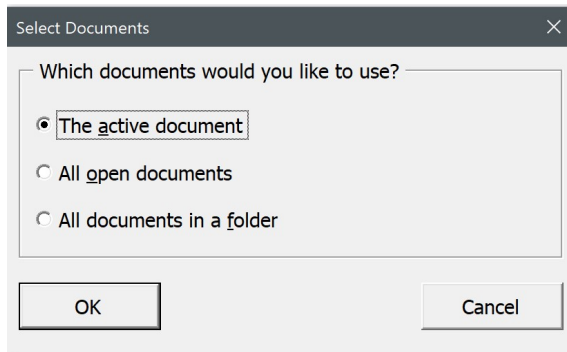 Select Documents
Which documents would you like to use?
The active document
All open documents
All documents in a folder
OK
Cancel